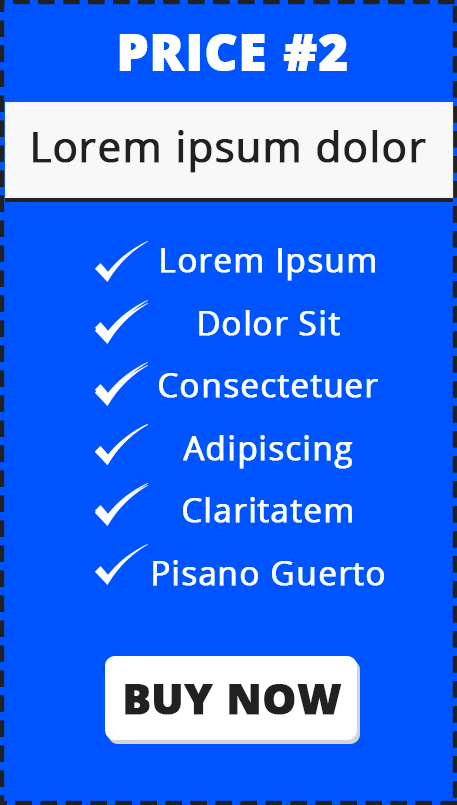 PRICE #2
Lorem ipsum dolor
Lorem Ipsum
Dolor Sit
Consectetuer
Adipiscing
Claritatem
Pisano Guerto
BUY NOW